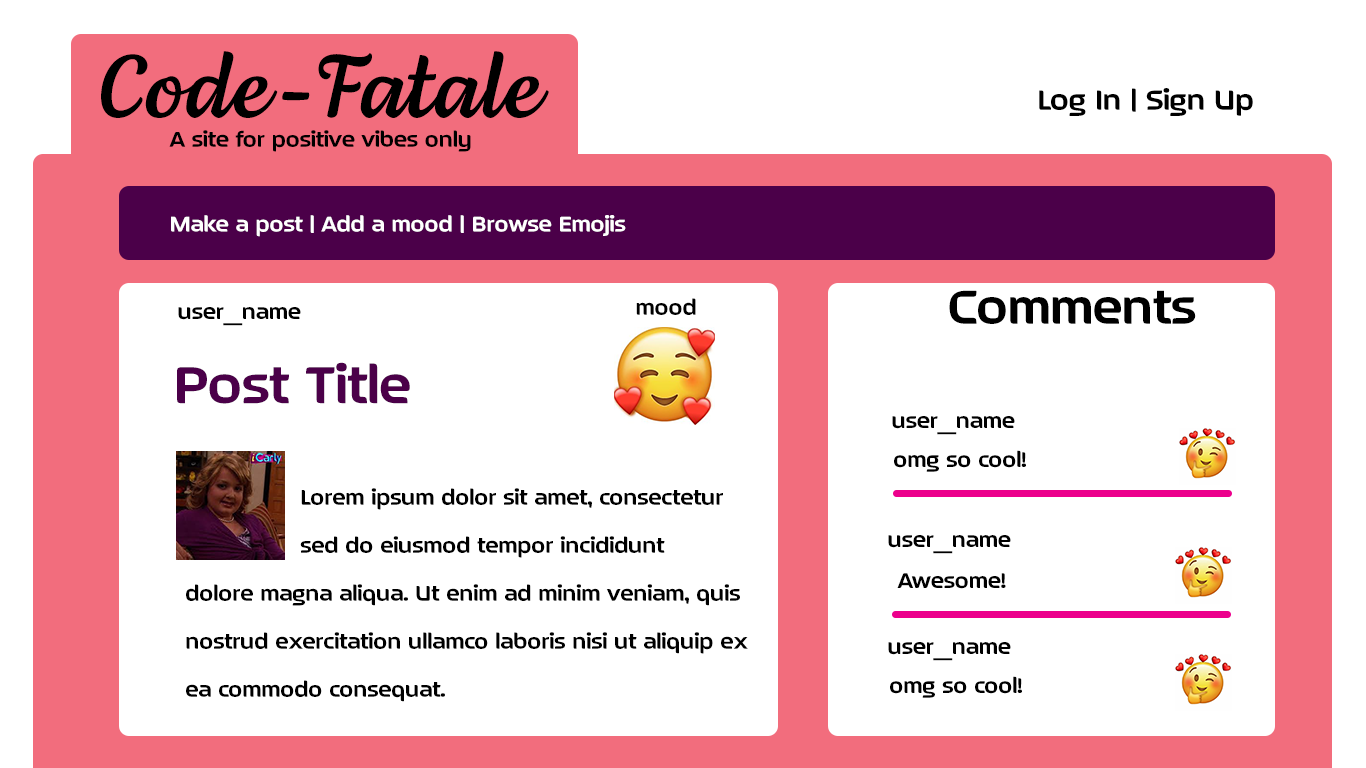 Code-Fatale
A site for positive vibes only
Log In | Sign Up
Make a post | Add a mood | Browse Emojis
user_name
mood
Post Title
iCarly
Lorem ipsum dolor sit amet, consectetur
sed do eiusmod tempor incididunt
dolore magna aliqua. Ut enim ad minim veniam, quis
nostrud exercitation ullamco laboris nisi ut aliquip ex
ea commodo consequat.
Comments
user_name
omg so cool!
user_name
Awesome!
user_name
omg so cool!